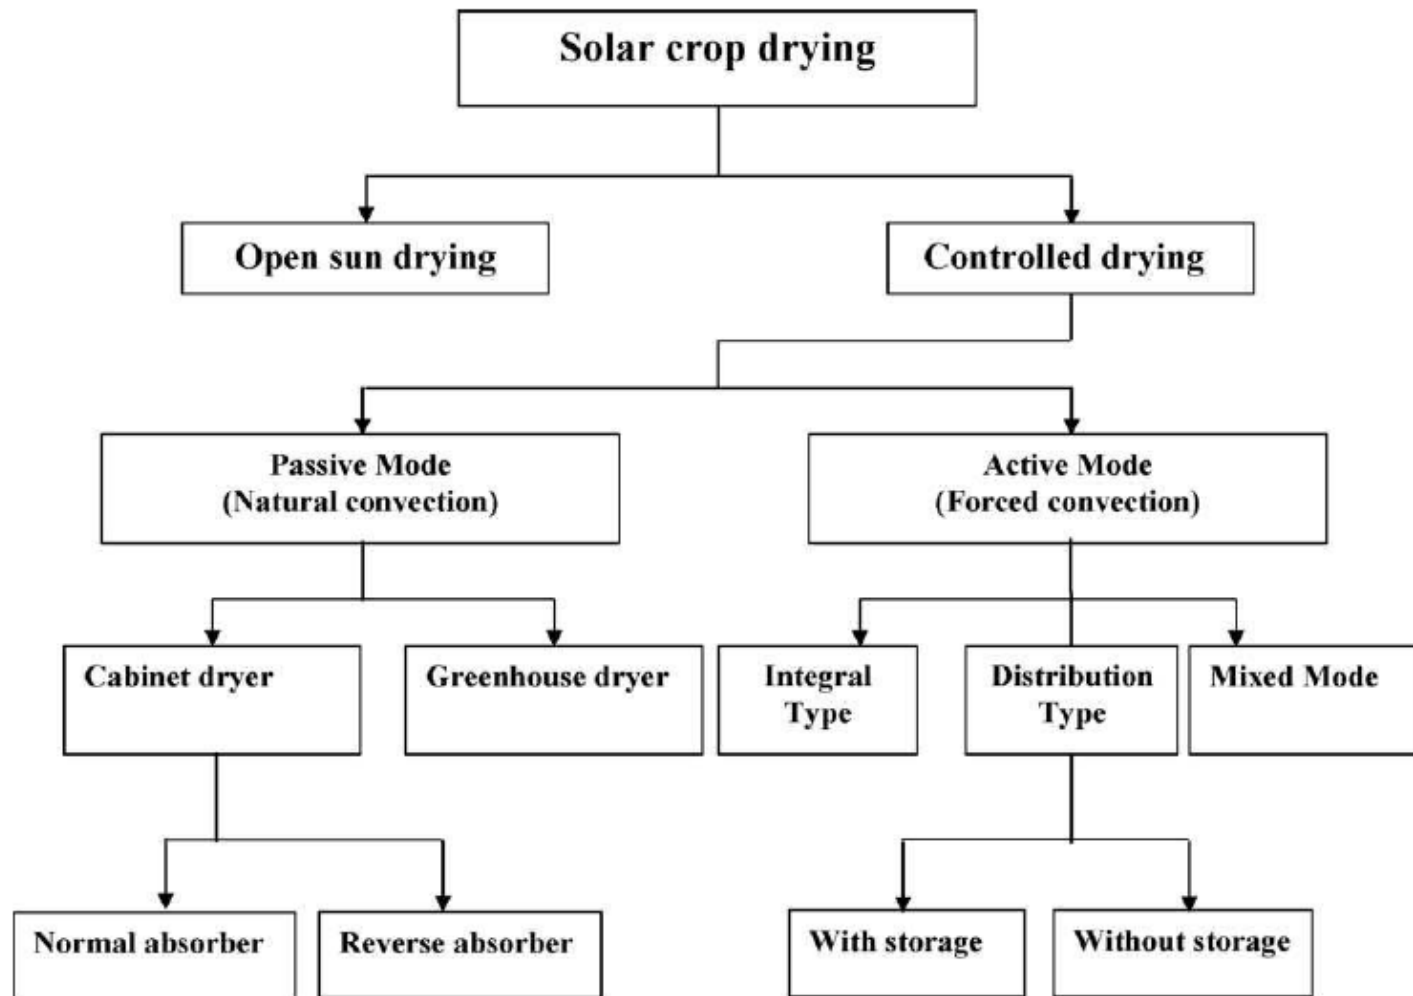 Solar crop drying
Open sun drying
Controlled drying
Passive Mode
(Natural convection)
Active Mode
(Forced convection)
Cabinet dryer
Greenhouse dryer
Integral
Type
Distribution
Type
Mixed Mode
Normal absorber
Reverse absorber
With storage
Without storage